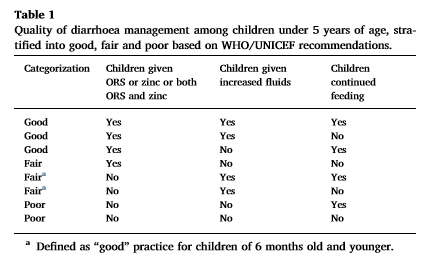 Table 1
Quality of diarrhoea management among children under 5 years of age, stra-
tified into good, fair and poor based on WHO/UNICEF recommendations.
Categorization Children given Children given Children
ORS or zinc or both increased fluids continued
ORS and zinc feeding
Good Yes Yes Yes
Good Yes Yes No
Good Yes No Yes
Fair Yes No No
Fairᵃ No Yes Yes
Fairᵃ No Yes No
Poor No No Yes
Poor No No No
ᵃ Defined as “good” practice for children of 6 months old and younger.